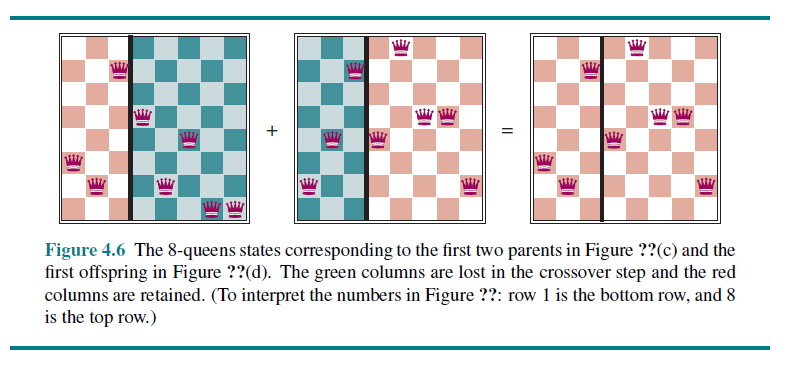 + =
Figure 4.6 The 8-queens states corresponding to the first two parents in Figure ??(c) and the
first offspring in Figure ??(d). The green columns are lost in the crossover step and the red
columns are retained. (To interpret the numbers in Figure ??: row 1 is the bottom row, and 8
is the top row.)